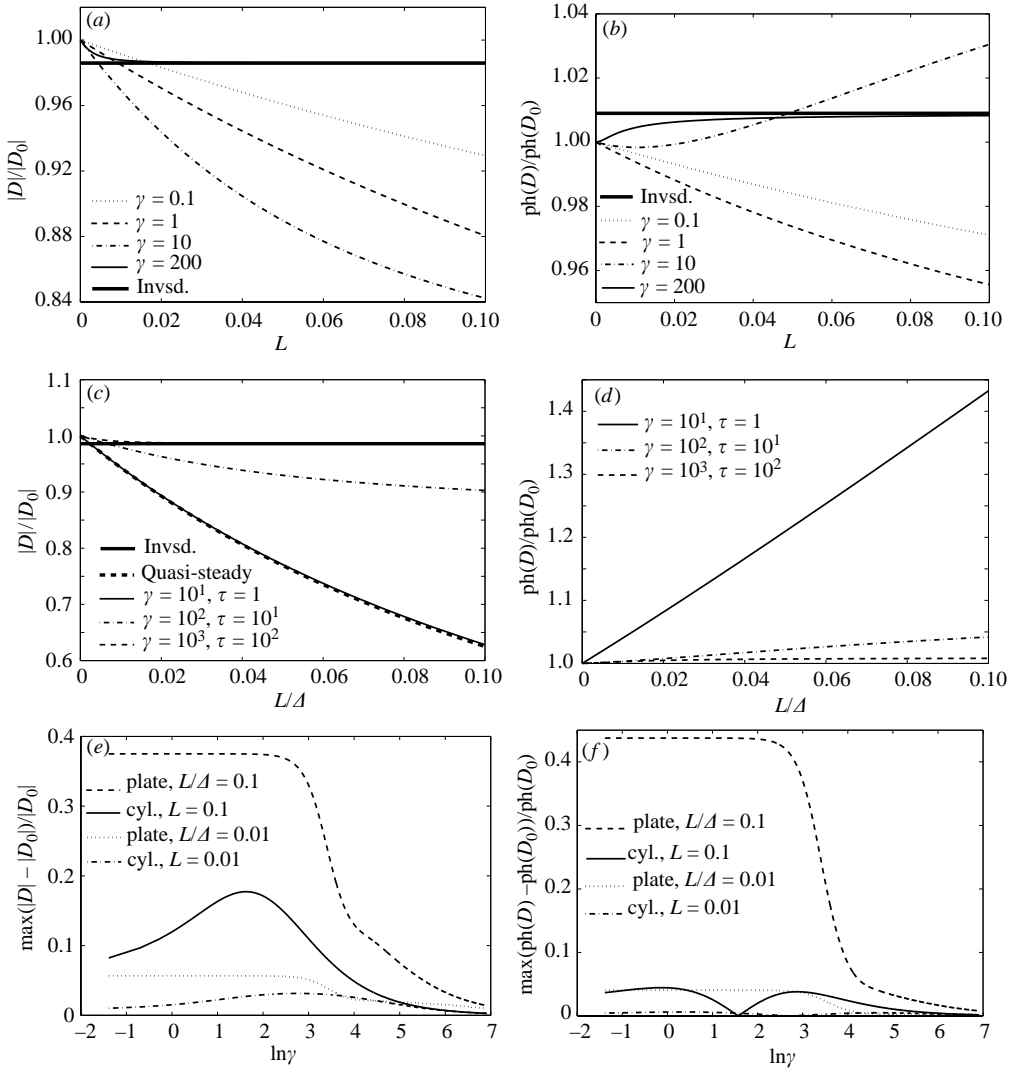 (a)
1.00
0.96
0.92
0.88
0.84
|D|/|D₀|
γ = 0.1
γ = 1
γ = 10
γ = 200
Invsd.
0 0.02 0.04 0.06 0.08 0.10
L
(b)
1.04
1.02
1.00
0.98
0.96
ph(D)/ph(D₀)
Invsd.
γ = 0.1
γ = 1
γ = 10
γ = 200
0 0.02 0.04 0.06 0.08 0.10
L
(c)
1.1
1.0
0.9
0.8
0.7
0.6
|D|/|D₀|
Invsd.
Quasi-steady
γ = 10¹, τ = 1
γ = 10², τ = 10¹
γ = 10³, τ = 10²
0 0.02 0.04 0.06 0.08 0.10
L/Δ
(d)
1.4
1.3
1.2
1.1
1.0
ph(D)/ph(D₀)
γ = 10¹, τ = 1
γ = 10², τ = 10¹
γ = 10³, τ = 10²
0 0.02 0.04 0.06 0.08 0.10
L/Δ
(e)
0.4
0.3
0.2
0.1
0
max(|D| – |D₀|)/|D₀|
plate, L/Δ = 0.1
cyl., L = 0.1
plate, L/Δ = 0.01
cyl., L = 0.01
–2 –1 0 1 2 3 4 5 6 7
lnγ
(f)
0.4
0.3
0.2
0.1
0
max(ph(D) –ph(D₀))/ph(D₀)
plate, L/Δ = 0.1
cyl., L = 0.1
plate, L/Δ = 0.01
cyl., L = 0.01
–2 –1 0 1 2 3 4 5 6 7
lnγ